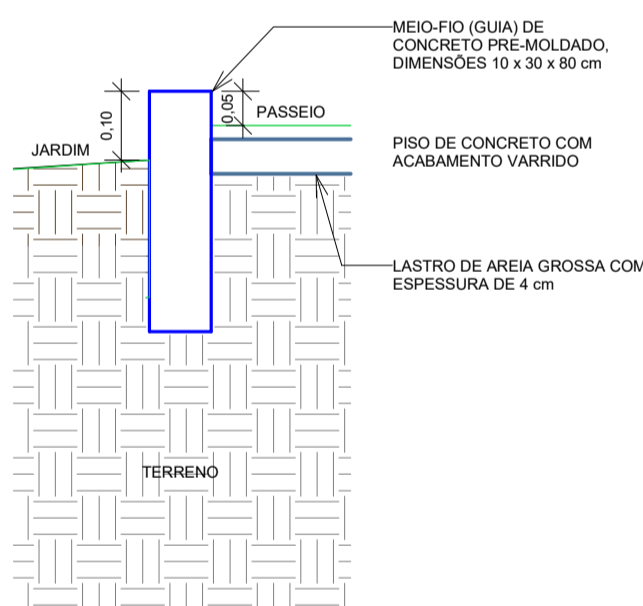 MEIO-FIO (GUIA) DE
CONCRETO PRE-MOLDADO,
DIMENSÕES 10 x 30 x 80 cm
0,10
0,05
PASSEIO
JARDIM
PISO DE CONCRETO COM
ACABAMENTO VARRIDO
LASTRO DE AREIA GROSSA COM
ESPESSURA DE 4 cm
TERRENO